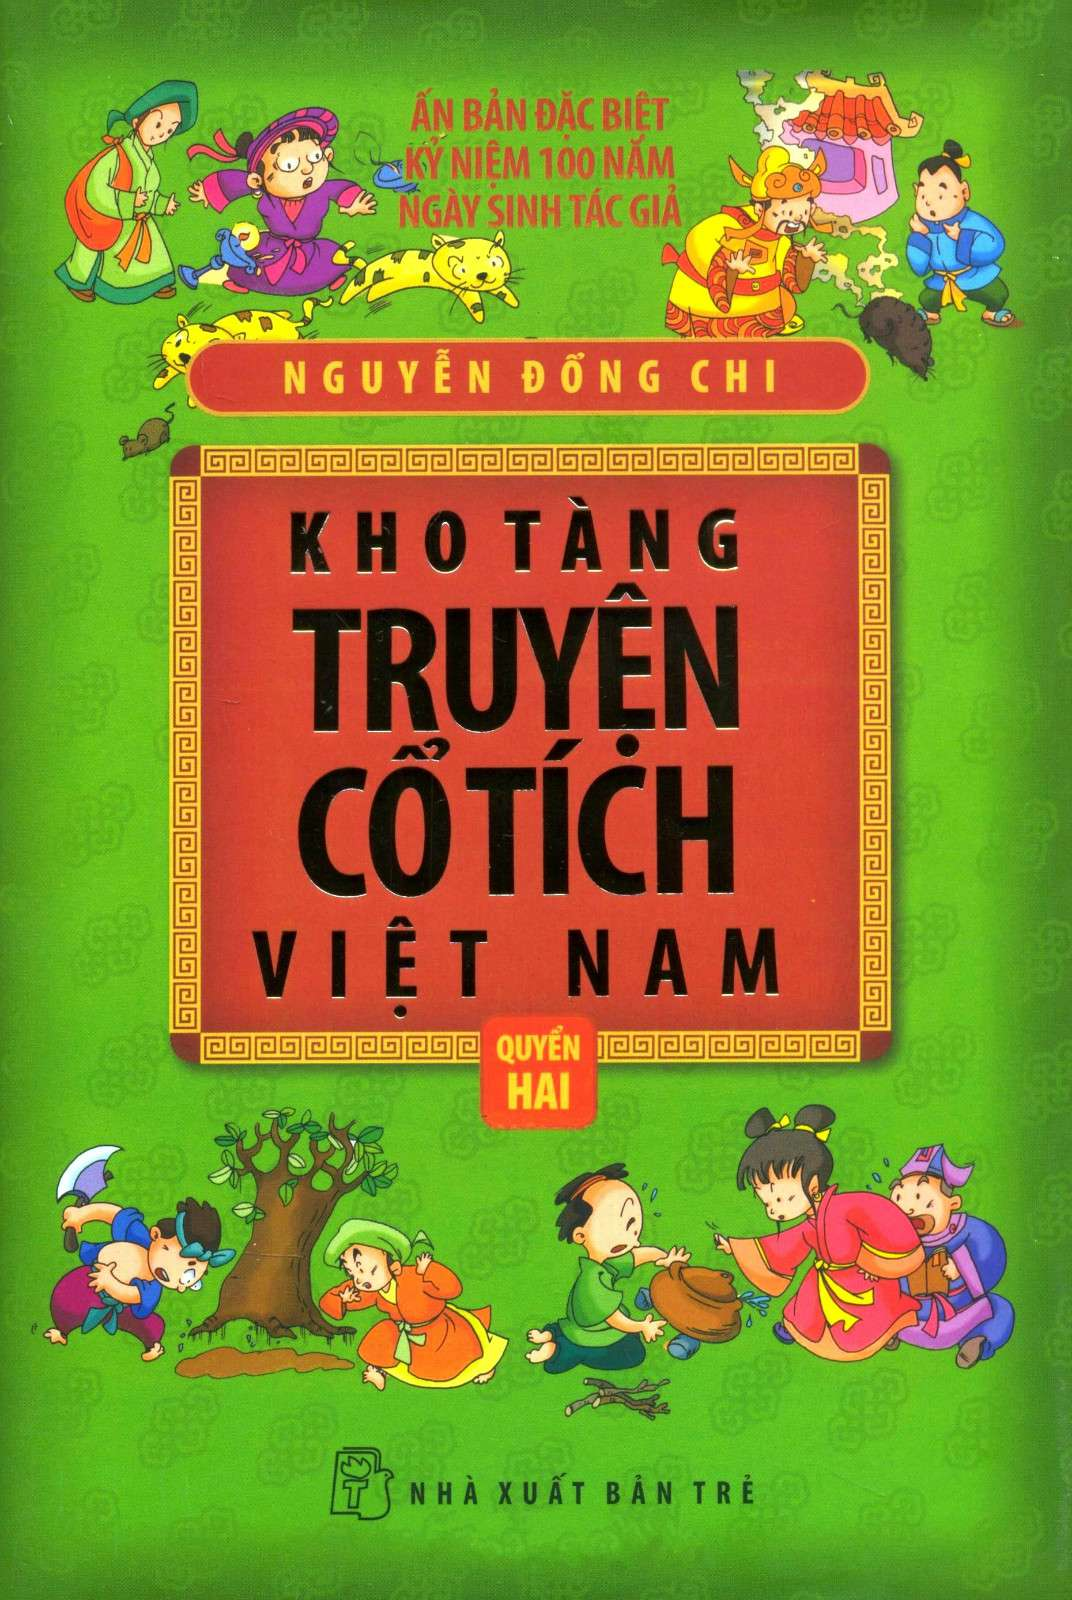 ẤN BẢN ĐẶC BIỆT
KỶ NIỆM 100 NĂM
NGÀY SINH TÁC GIẢ
NGUYỄN ĐỔNG CHI
KHO TÀNG
TRUYỆN
CỔ TÍCH
VIỆT NAM
QUYỂN
HAI
T
NHÀ XUẤT BẢN TRẺ